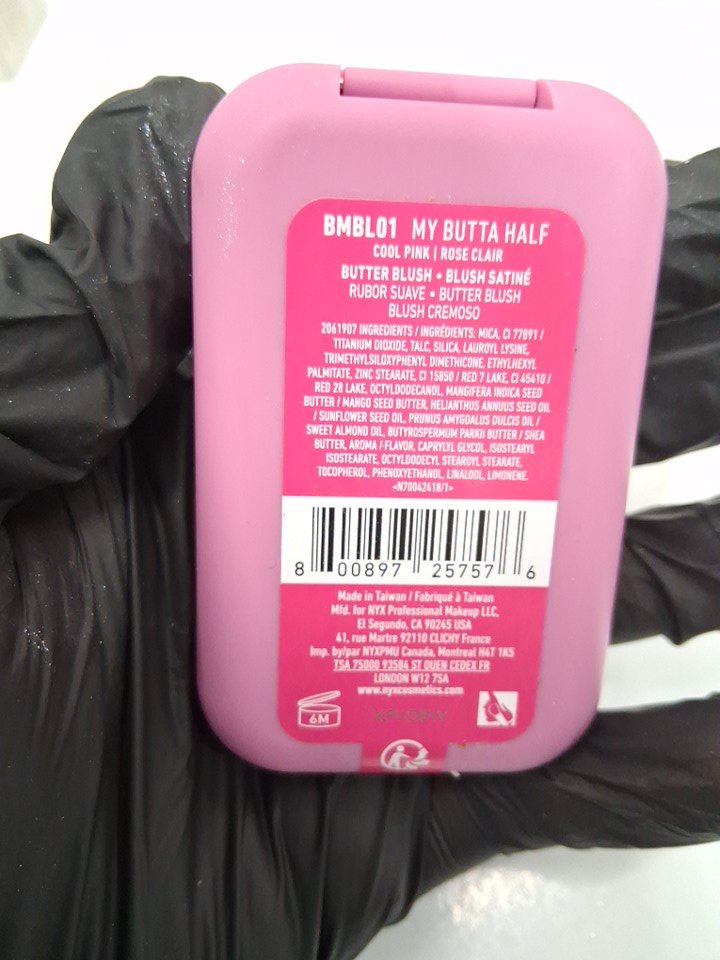 BMBL01 MY BUTTA HALF
COOL PINK | ROSE CLAIR
BUTTER BLUSH • BLUSH SATINÉ
RUBOR SUAVE • BUTTER BLUSH
BLUSH CREMOSO
2061907 INGREDIENTS / INGRÉDIENTS: MICA, CI 77891 /
TITANIUM DIOXIDE, TALC, SILICA, LAUROYL LYSINE,
TRIMETHYLSILOXYPHENYL DIMETHICONE, ETHYLHEXYL
PALMITATE, ZINC STEARATE, CI 15850 / RED 7 LAKE, CI 45410 /
RED 28 LAKE, OCTYLDODECANOL, MANGIFERA INDICA SEED
BUTTER / MANGO SEED BUTTER, HELIANTHUS ANNUUS SEED OIL
/ SUNFLOWER SEED OIL, PRUNUS AMYGDALUS DULCIS OIL /
SWEET ALMOND OIL, BUTYROSPERMUM PARKII BUTTER / SHEA
BUTTER, AROMA / FLAVOR, CAPRYLYL GLYCOL, ISOSTEARYL
ISOSTEARATE, OCTYLDODECYL STEAROYL STEARATE,
TOCOPHEROL, PHENOXYETHANOL, LINALOOL, LIMONENE.
<N70042418/1>
8 00897 25757 6
Made in Taiwan / Fabriqué à Taiwan
Mfd. for NYX Professional Makeup LLC,
El Segundo, CA 90245 USA
41, rue Martre 92110 CLICHY France
Imp. by/par NYXPMU Canada, Montreal H4T 1K5
TSA 75000 93584 ST OUEN CEDEX FR
LONDON W12 7SA
www.nyxcosmetics.com
6M